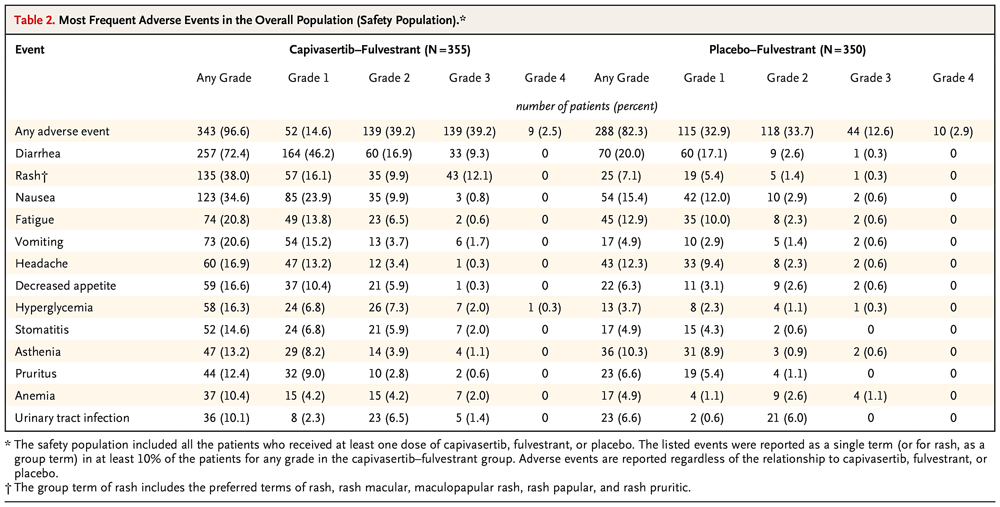 Table 2. Most Frequent Adverse Events in the Overall Population (Safety Population).*
Event Capivasertib–Fulvestrant (N=355) Placebo–Fulvestrant (N=350)
Any Grade Grade 1 Grade 2 Grade 3 Grade 4 Any Grade Grade 1 Grade 2 Grade 3 Grade 4
number of patients (percent)
Any adverse event 343 (96.6) 52 (14.6) 139 (39.2) 139 (39.2) 9 (2.5) 288 (82.3) 115 (32.9) 118 (33.7) 44 (12.6) 10 (2.9)
Diarrhea 257 (72.4) 164 (46.2) 60 (16.9) 33 (9.3) 0 70 (20.0) 60 (17.1) 9 (2.6) 1 (0.3) 0
Rash† 135 (38.0) 57 (16.1) 35 (9.9) 43 (12.1) 0 25 (7.1) 19 (5.4) 5 (1.4) 1 (0.3) 0
Nausea 123 (34.6) 85 (23.9) 35 (9.9) 3 (0.8) 0 54 (15.4) 42 (12.0) 10 (2.9) 2 (0.6) 0
Fatigue 74 (20.8) 49 (13.8) 23 (6.5) 2 (0.6) 0 45 (12.9) 35 (10.0) 8 (2.3) 2 (0.6) 0
Vomiting 73 (20.6) 54 (15.2) 13 (3.7) 6 (1.7) 0 17 (4.9) 10 (2.9) 5 (1.4) 2 (0.6) 0
Headache 60 (16.9) 47 (13.2) 12 (3.4) 1 (0.3) 0 43 (12.3) 33 (9.4) 8 (2.3) 2 (0.6) 0
Decreased appetite 59 (16.6) 37 (10.4) 21 (5.9) 1 (0.3) 0 22 (6.3) 11 (3.1) 9 (2.6) 2 (0.6) 0
Hyperglycemia 58 (16.3) 24 (6.8) 26 (7.3) 7 (2.0) 1 (0.3) 13 (3.7) 8 (2.3) 4 (1.1) 1 (0.3) 0
Stomatitis 52 (14.6) 24 (6.8) 21 (5.9) 7 (2.0) 0 17 (4.9) 15 (4.3) 2 (0.6) 0 0
Asthenia 47 (13.2) 29 (8.2) 14 (3.9) 4 (1.1) 0 36 (10.3) 31 (8.9) 3 (0.9) 2 (0.6) 0
Pruritus 44 (12.4) 32 (9.0) 10 (2.8) 2 (0.6) 0 23 (6.6) 19 (5.4) 4 (1.1) 0 0
Anemia 37 (10.4) 15 (4.2) 15 (4.2) 7 (2.0) 0 17 (4.9) 4 (1.1) 9 (2.6) 4 (1.1) 0
Urinary tract infection 36 (10.1) 8 (2.3) 23 (6.5) 5 (1.4) 0 23 (6.6) 2 (0.6) 21 (6.0) 0 0
* The safety population included all the patients who received at least one dose of capivasertib, fulvestrant, or placebo. The listed events were reported as a single term (or for rash, as a
group term) in at least 10% of the patients for any grade in the capivasertib–fulvestrant group. Adverse events are reported regardless of the relationship to capivasertib, fulvestrant, or
placebo.
† The group term of rash includes the preferred terms of rash, rash macular, maculopapular rash, rash papular, and rash pruritic.